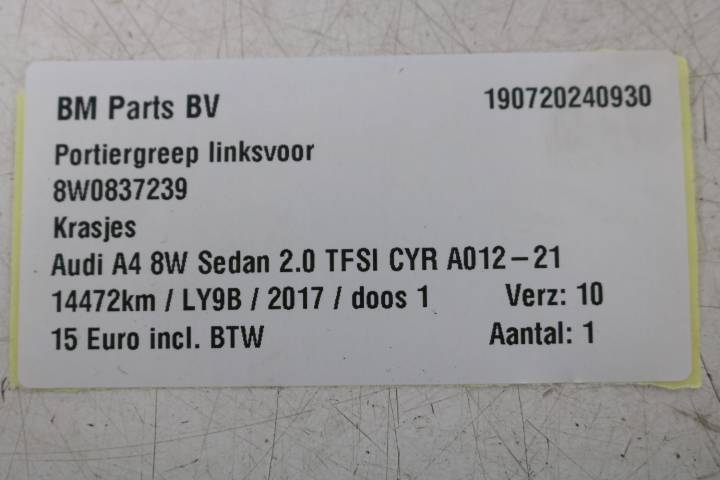 BM Parts BV 190720240930
Portiergreep linksvoor
8W0837239
Krasjes
Audi A4 8W Sedan 2.0 TFSI CYR A012-21
14472km / LY9B / 2017 / doos 1 Verz: 10
15 Euro incl. BTW Aantal: 1